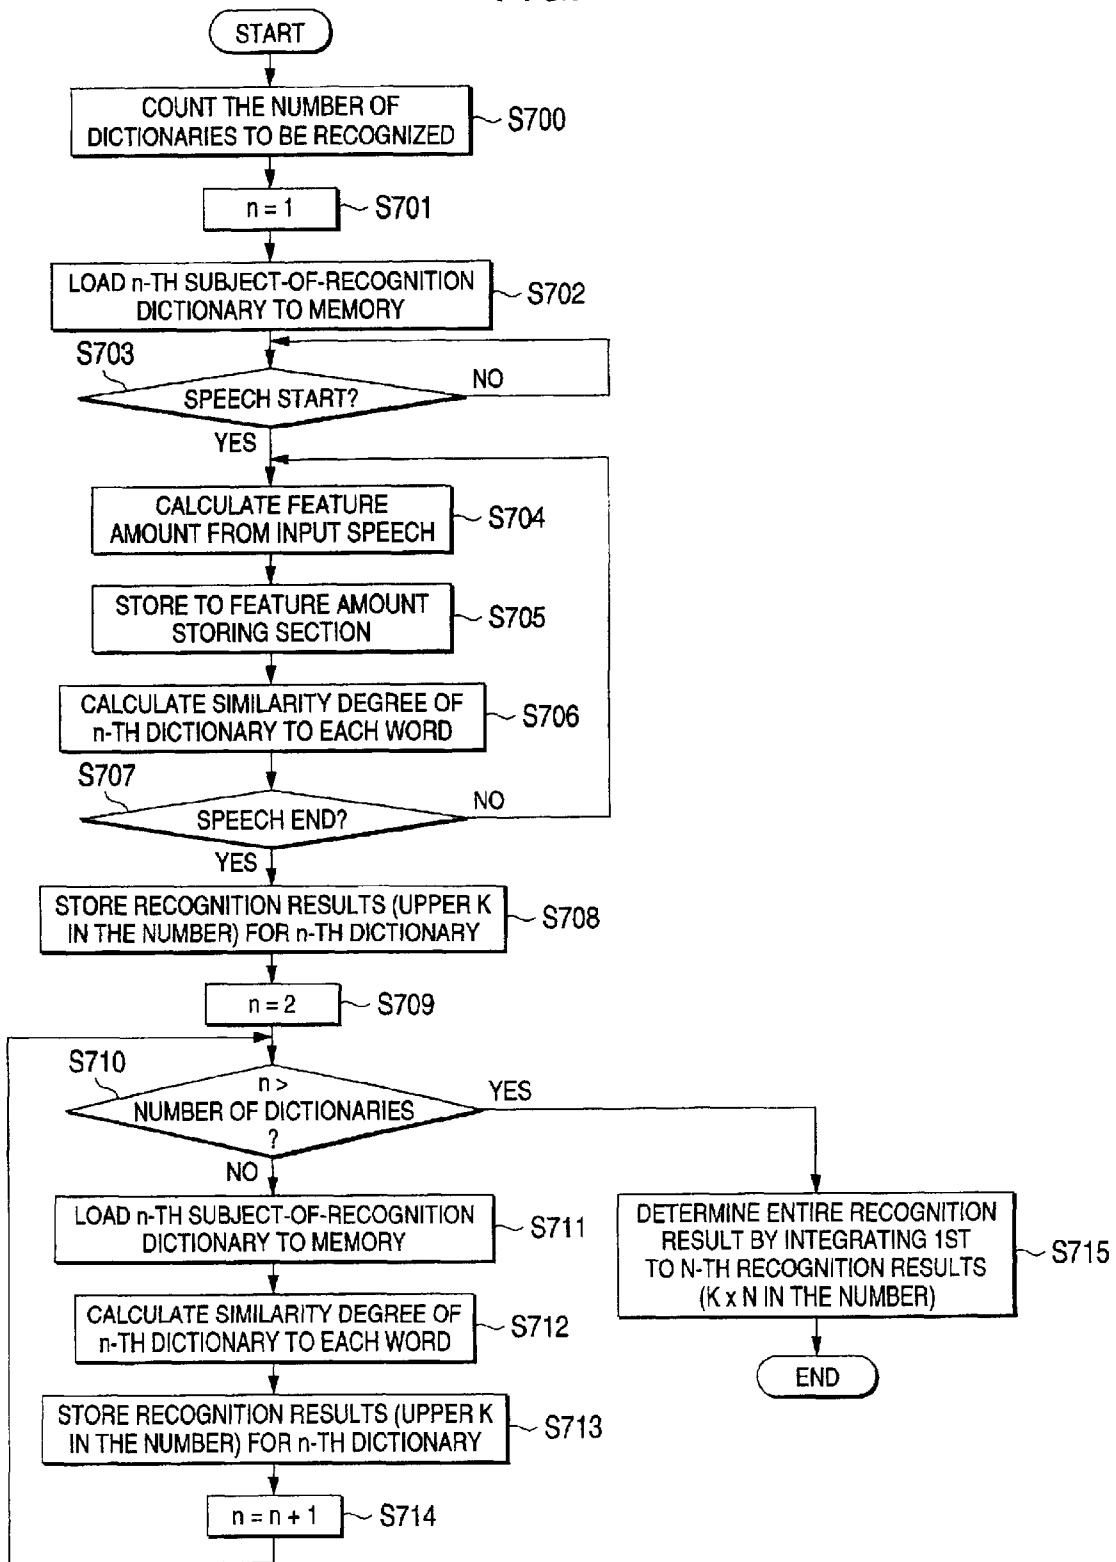 START
COUNT THE NUMBER OF
DICTIONARIES TO BE RECOGNIZED
S700
n = 1
S701
LOAD n-TH SUBJECT-OF-RECOGNITION
DICTIONARY TO MEMORY
S702
S703
SPEECH START?
NO
YES
CALCULATE FEATURE
AMOUNT FROM INPUT SPEECH
S704
STORE TO FEATURE AMOUNT
STORING SECTION
S705
CALCULATE SIMILARITY DEGREE OF
n-TH DICTIONARY TO EACH WORD
S706
S707
SPEECH END?
NO
YES
STORE RECOGNITION RESULTS (UPPER K
IN THE NUMBER) FOR n-TH DICTIONARY
S708
n = 2
S709
S710
n >
NUMBER OF DICTIONARIES
?
YES
NO
LOAD n-TH SUBJECT-OF-RECOGNITION
DICTIONARY TO MEMORY
S711
CALCULATE SIMILARITY DEGREE OF
n-TH DICTIONARY TO EACH WORD
S712
STORE RECOGNITION RESULTS (UPPER K
IN THE NUMBER) FOR n-TH DICTIONARY
S713
n = n + 1
S714
DETERMINE ENTIRE RECOGNITION
RESULT BY INTEGRATING 1ST
TO N-TH RECOGNITION RESULTS
(K x N IN THE NUMBER)
S715
END